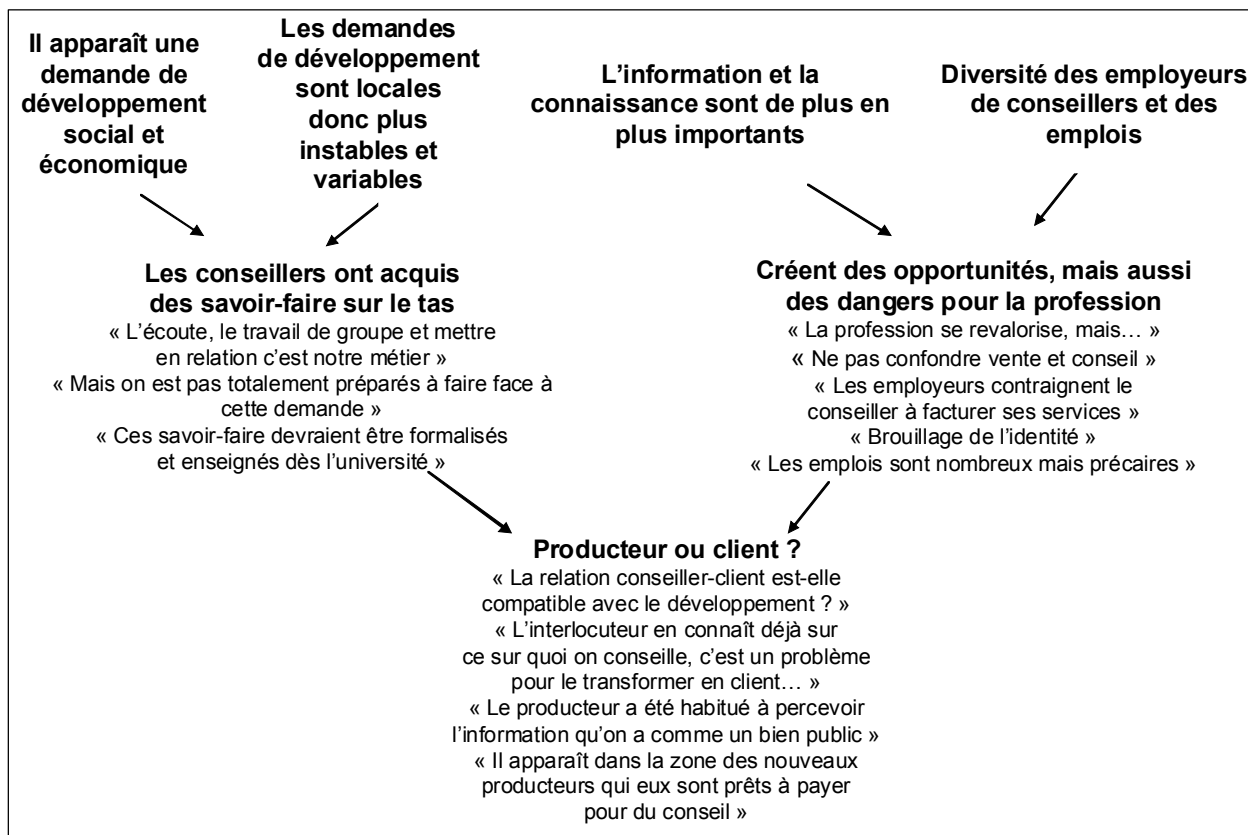 Il apparaît une
demande de
développement
social et
économique
Les demandes
de développement
sont locales
donc plus
instables et
variables
L’information et la
connaissance sont de plus en
plus importants
Diversité des employeurs
de conseillers et des
emplois
Les conseillers ont acquis
des savoir-faire sur le tas
« L’écoute, le travail de groupe et mettre
en relation c’est notre métier »
« Mais on est pas totalement préparés à faire face à
cette demande »
« Ces savoir-faire devraient être formalisés
et enseignés dès l’université »
Créent des opportunités, mais aussi
des dangers pour la profession
« La profession se revalorise, mais… »
« Ne pas confondre vente et conseil »
« Les employeurs contraignent le
conseiller à facturer ses services »
« Brouillage de l’identité »
« Les emplois sont nombreux mais précaires »
Producteur ou client ?
« La relation conseiller-client est-elle
compatible avec le développement ? »
« L’interlocuteur en connaît déjà sur
ce sur quoi on conseille, c’est un problème
pour le transformer en client… »
« Le producteur a été habitué à percevoir
l’information qu’on a comme un bien public »
« Il apparaît dans la zone des nouveaux
producteurs qui eux sont prêts à payer
pour du conseil »